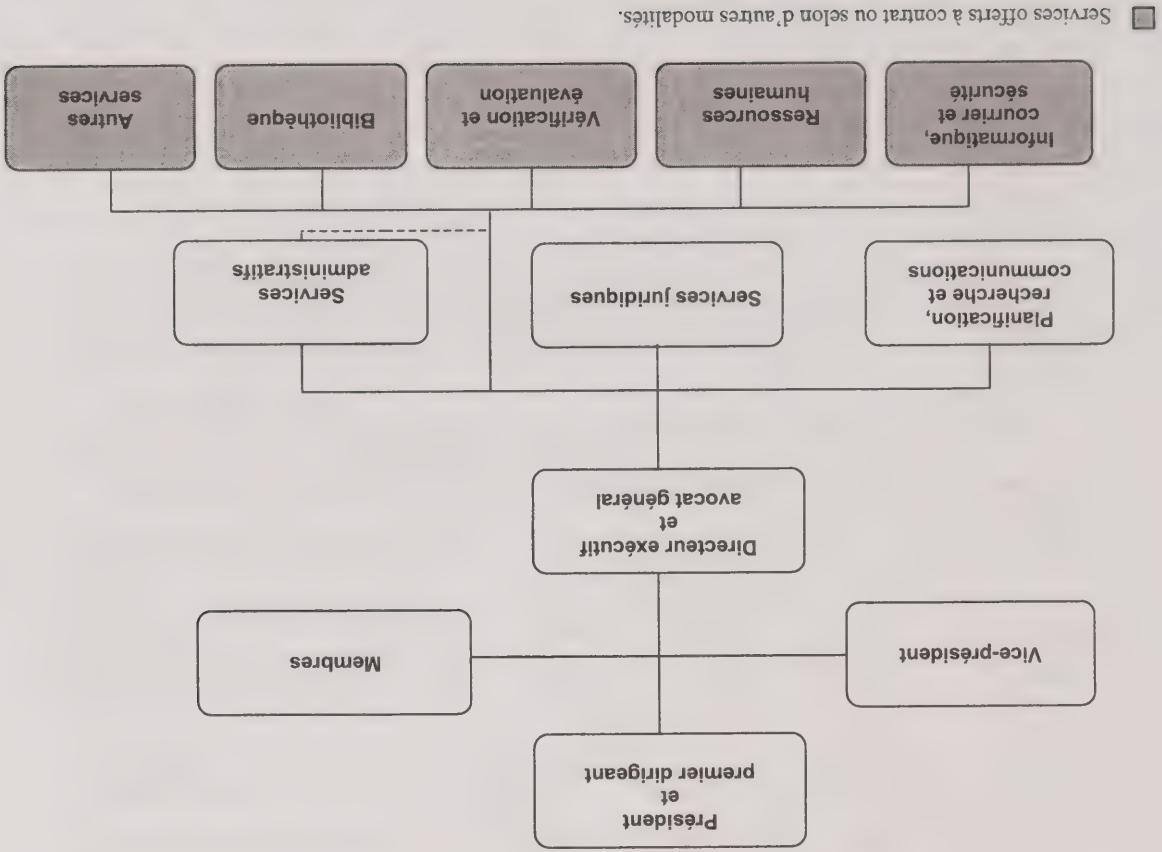 Président
et
premier dirigeant
Vice-président
Membres
Directeur exécutif
et
avocat général
Planification,
recherche et
communications
Services juridiques
Services
administratifs
Informatique,
courrier et
sécurité
Ressources
humaines
Vérification et
évaluation
Bibliothèque
Autres
services
Services offerts à contrat ou selon d'autres modalités.